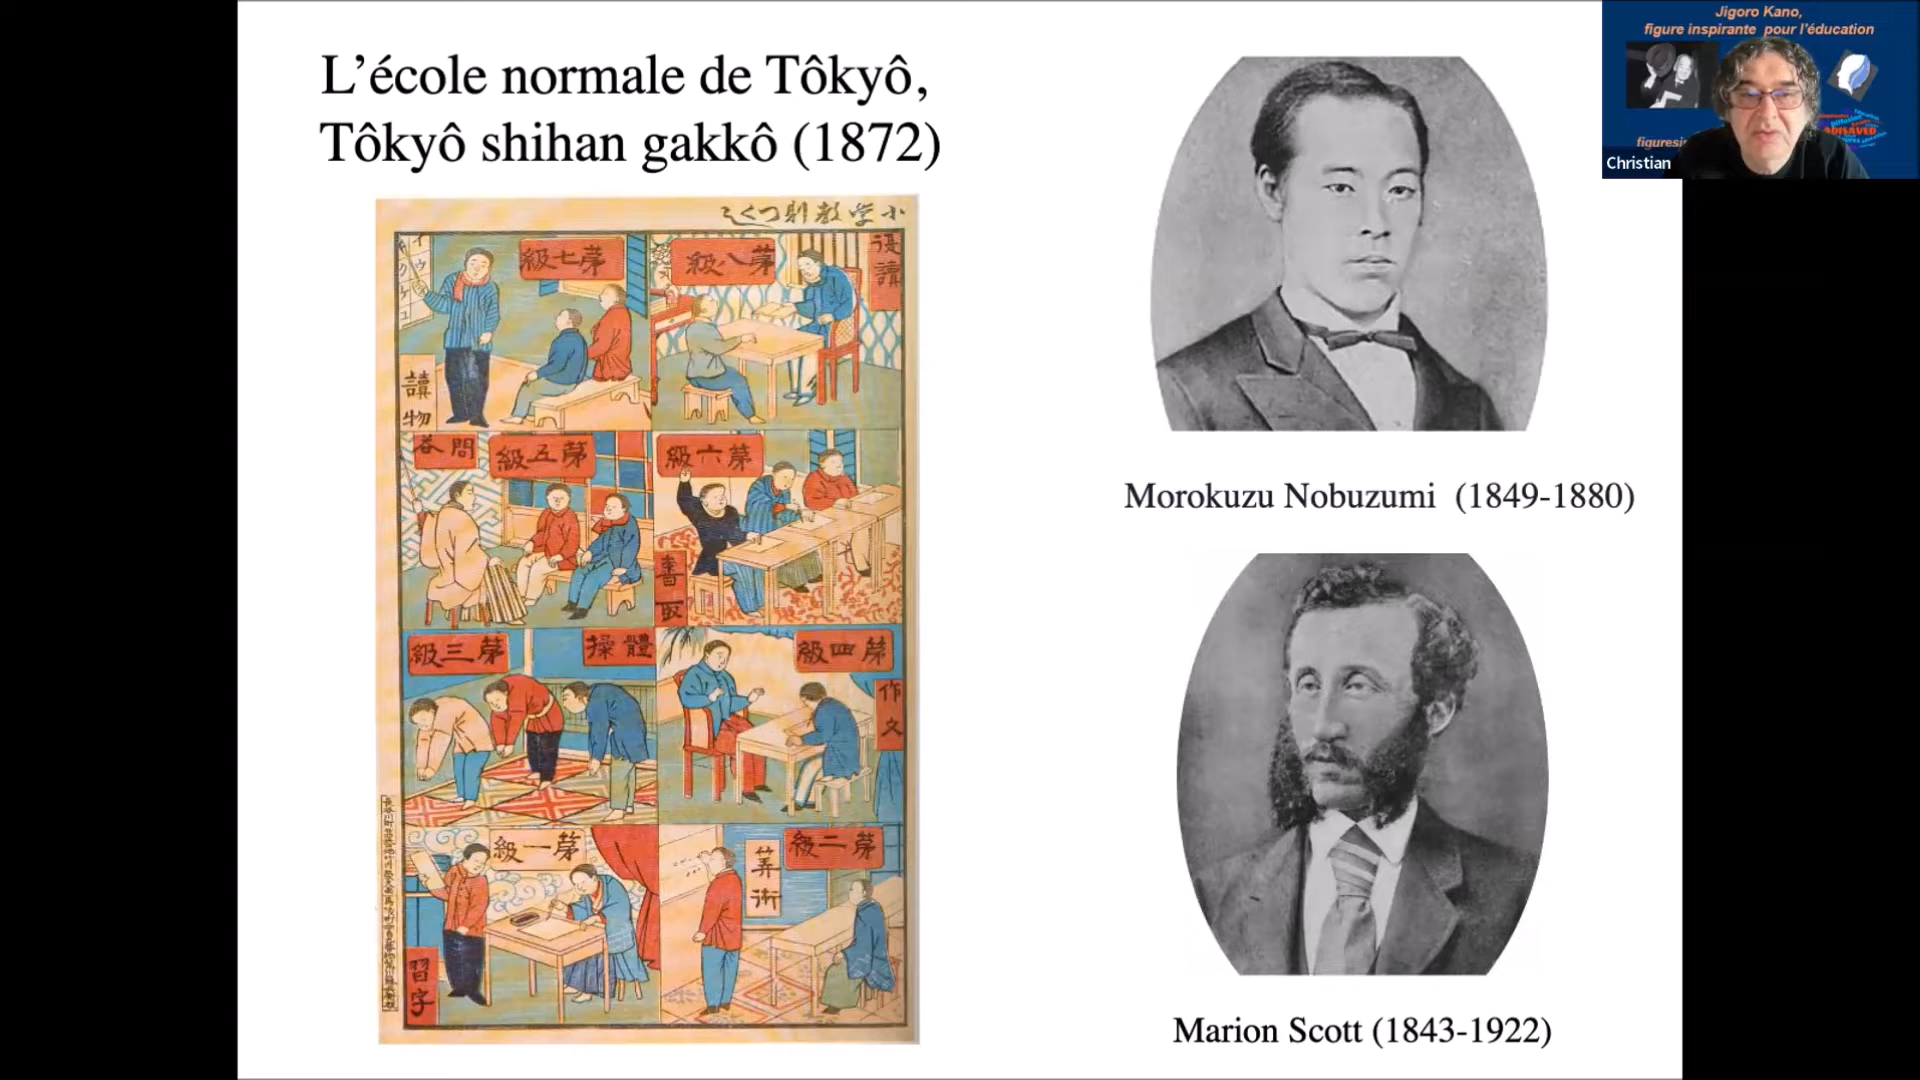 L'école normale de Tôkyô,
Tôkyô shihan gakkô (1872)
小学教則つくし
第八級
復讀
第七級
讀物
第六級
書取
第五級
問答
第四級
作文
第三級
體操
第二級
算術
第一級
習字
Morokuzu Nobuzumi (1849-1880)
Marion Scott (1843-1922)
Jigoro Kano,
figure inspirante pour l'éducation
figuresi
Christian